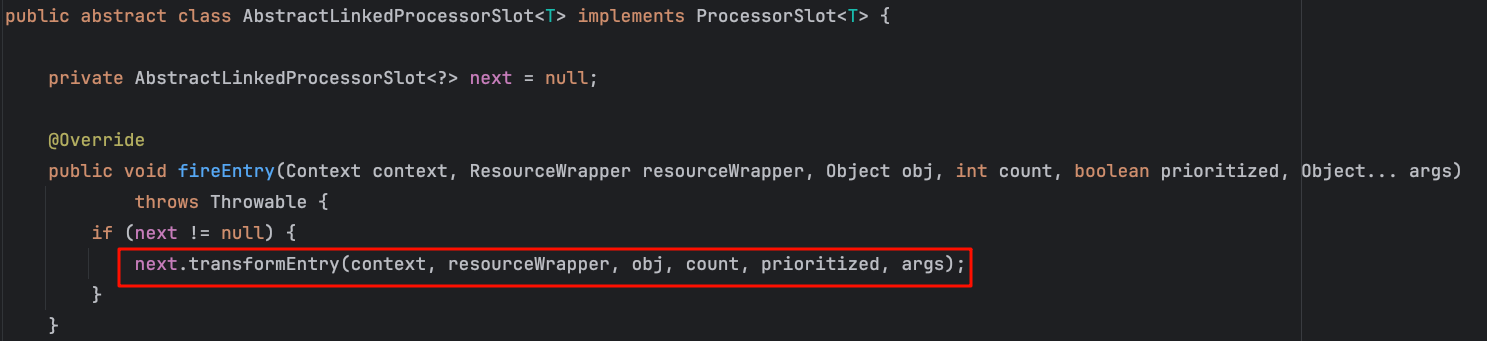 public abstract class AbstractLinkedProcessorSlot<T> implements ProcessorSlot<T> {
private AbstractLinkedProcessorSlot<?> next = null;
@Override
public void fireEntry(Context context, ResourceWrapper resourceWrapper, Object obj, int count, boolean prioritized, Object... args)
throws Throwable {
if (next != null) {
next.transformEntry(context, resourceWrapper, obj, count, prioritized, args);
}
}